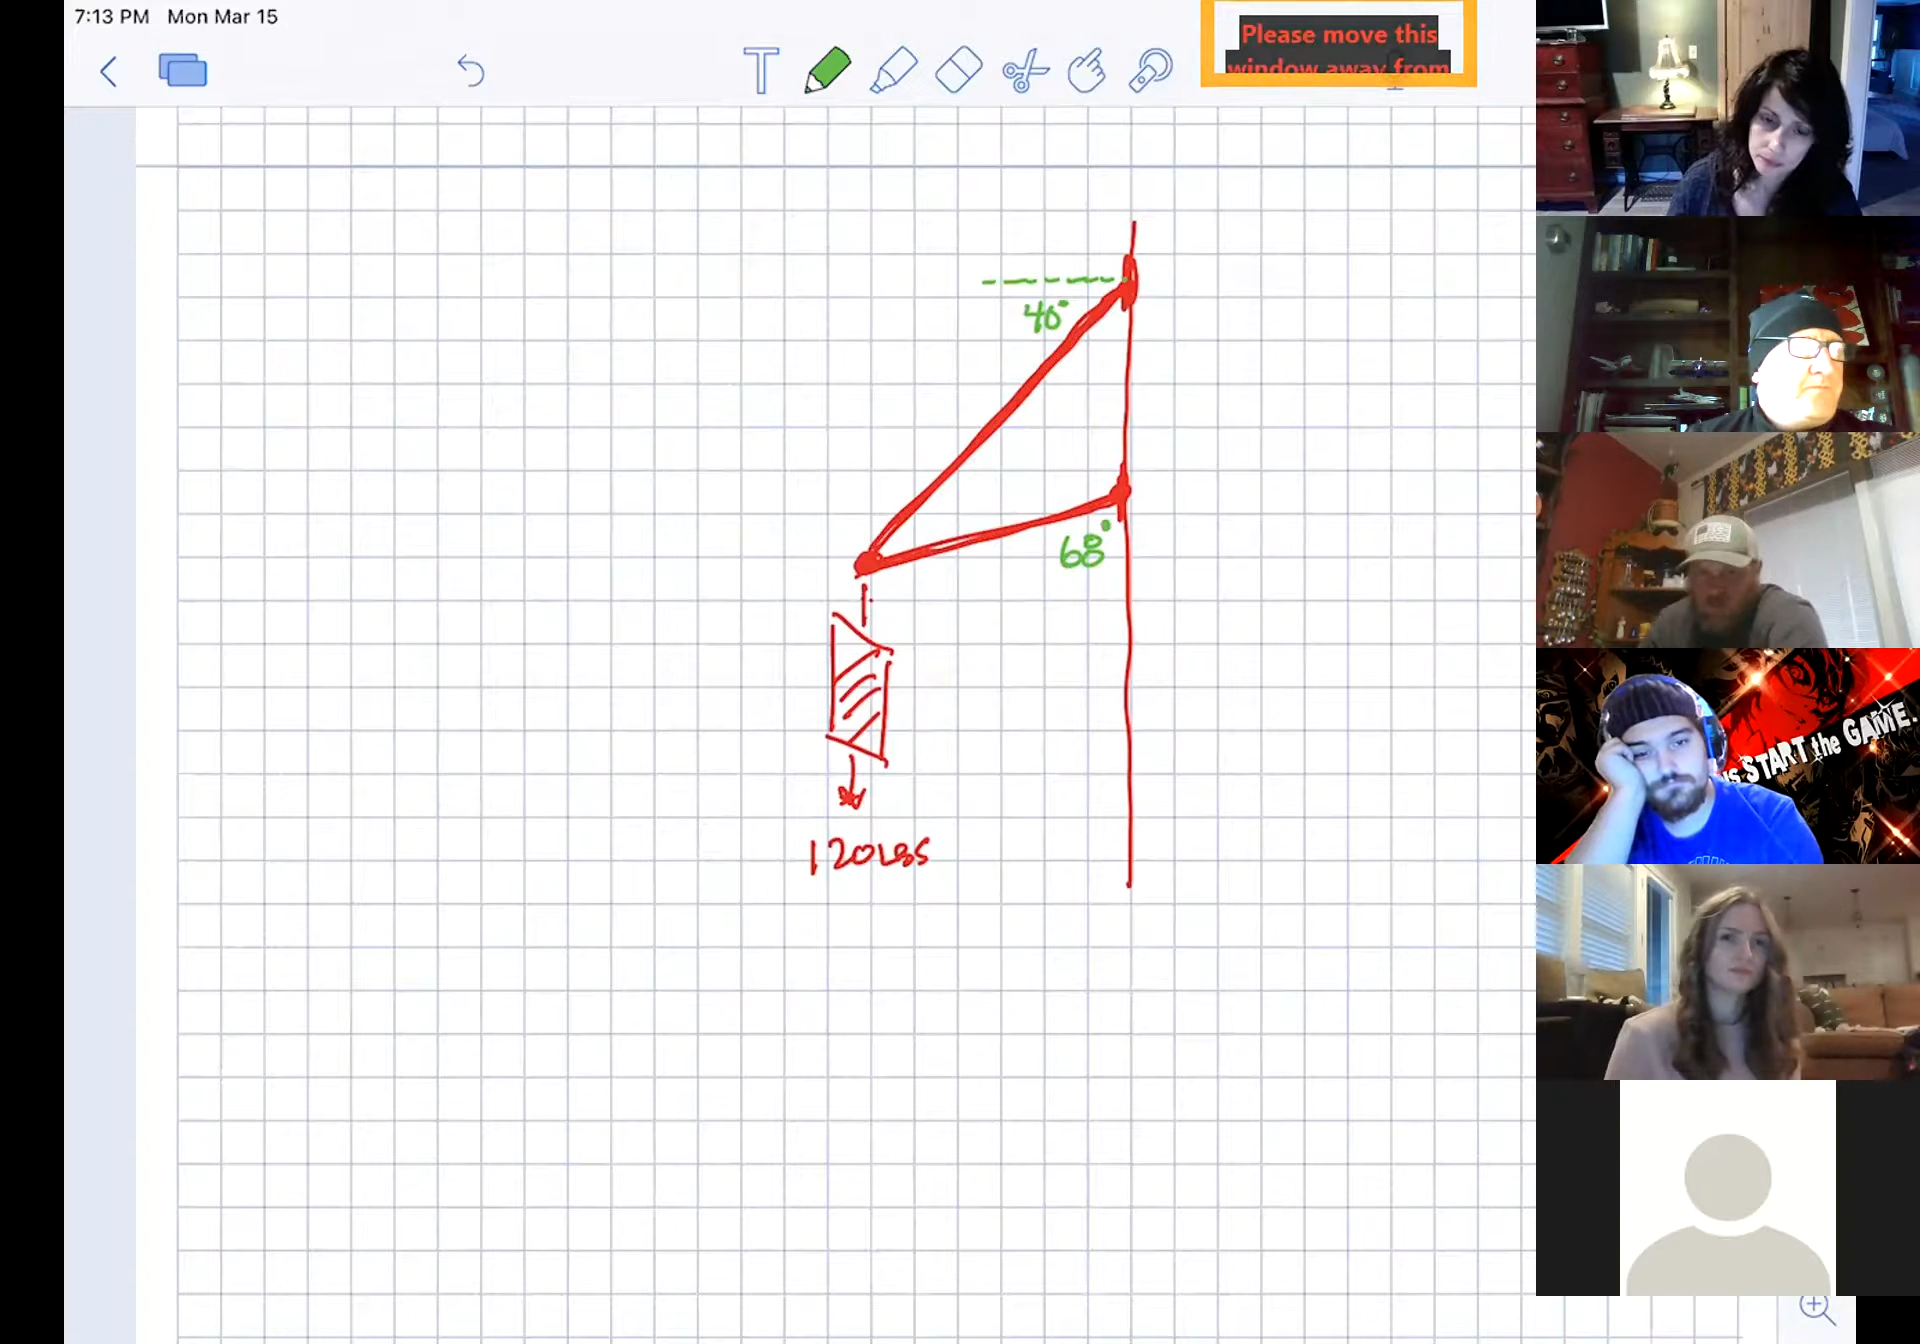 7:13 PM Mon Mar 15
Please move this
window away from
40°
68°
120LBS
START the GAME.